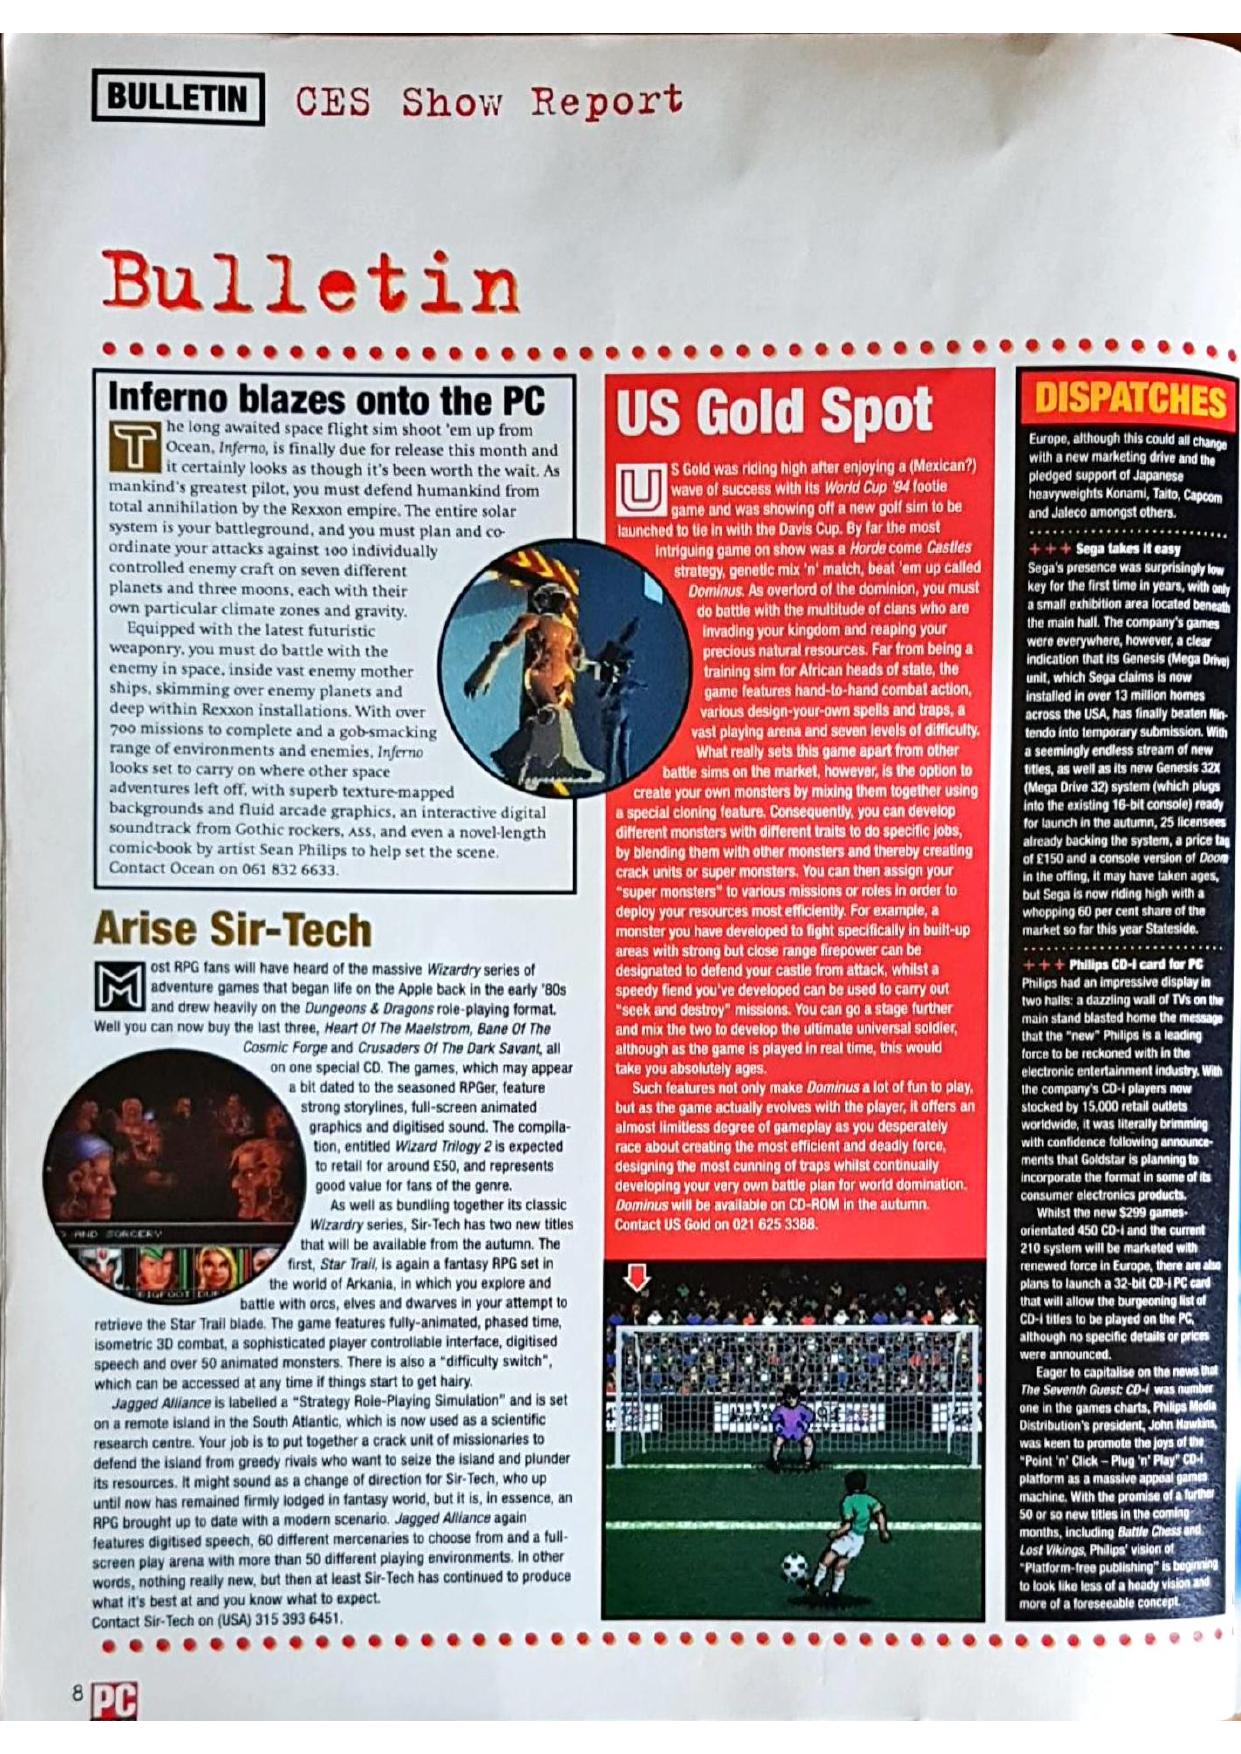 BULLETIN CES Show Report
Bulletin
Inferno blazes onto the PC
The long awaited space flight sim shoot 'em up from
Ocean, Inferno, is finally due for release this month and
it certainly looks as though it's been worth the wait. As
mankind's greatest pilot, you must defend humankind from
total annihilation by the Rexxon empire. The entire solar
system is your battleground, and you must plan and co-
ordinate your attacks against 100 individually
controlled enemy craft on seven different
planets and three moons, each with their
own particular climate zones and gravity.
Equipped with the latest futuristic
weaponry, you must do battle with the
enemy in space, inside vast enemy mother
ships, skimming over enemy planets and
deep within Rexxon installations. With over
700 missions to complete and a gob-smacking
range of environments and enemies, Inferno
looks set to carry on where other space
adventures left off, with superb texture-mapped
backgrounds and fluid arcade graphics, an interactive digital
soundtrack from Gothic rockers, ASS, and even a novel-length
comic-book by artist Sean Philips to help set the scene.
Contact Ocean on 061 832 6633.
Arise Sir-Tech
Most RPG fans will have heard of the massive Wizardry series of
adventure games that began life on the Apple back in the early '80s
and drew heavily on the Dungeons & Dragons role-playing format.
Well you can now buy the last three, Heart Of The Maelstrom, Bane Of The
Cosmic Forge and Crusaders Of The Dark Savant, all
on one special CD. The games, which may appear
a bit dated to the seasoned RPGer, feature
strong storylines, full-screen animated
graphics and digitised sound. The compila-
tion, entitled Wizard Trilogy 2 is expected
to retail for around £50, and represents
good value for fans of the genre.
As well as bundling together its classic
Wizardry series, Sir-Tech has two new titles
that will be available from the autumn. The
first, Star Trail, is again a fantasy RPG set in
the world of Arkania, in which you explore and
battle with orcs, elves and dwarves in your attempt to
retrieve the Star Trail blade. The game features fully-animated, phased time,
isometric 3D combat, a sophisticated player controllable interface, digitised
speech and over 50 animated monsters. There is also a "difficulty switch",
which can be accessed at any time if things start to get hairy.
Jagged Alliance is labelled a "Strategy Role-Playing Simulation" and is set
on a remote island in the South Atlantic, which is now used as a scientific
research centre. Your job is to put together a crack unit of missionaries to
defend the island from greedy rivals who want to seize the island and plunder
its resources. It might sound as a change of direction for Sir-Tech, who up
until now has remained firmly lodged in fantasy world, but it is, in essence, an
RPG brought up to date with a modern scenario. Jagged Alliance again
features digitised speech, 60 different mercenaries to choose from and a full-
screen play arena with more than 50 different playing environments. In other
words, nothing really new, but then at least Sir-Tech has continued to produce
what it's best at and you know what to expect.
Contact Sir-Tech on (USA) 315 393 6451.
AND SORCERY
BIGFOOT
US Gold Spot
US Gold was riding high after enjoying a (Mexican?)
wave of success with its World Cup '94 footie
game and was showing off a new golf sim to be
launched to tie in with the Davis Cup. By far the most
intriguing game on show was a Horde come Castles
strategy, genetic mix 'n' match, beat 'em up called
Dominus. As overlord of the dominion, you must
do battle with the multitude of clans who are
invading your kingdom and reaping your
precious natural resources. Far from being a
training sim for African heads of state, the
game features hand-to-hand combat action,
various design-your-own spells and traps, a
vast playing arena and seven levels of difficulty.
What really sets this game apart from other
battle sims on the market, however, is the option to
create your own monsters by mixing them together using
a special cloning feature. Consequently, you can develop
different monsters with different traits to do specific jobs,
by blending them with other monsters and thereby creating
crack units or super monsters. You can then assign your
"super monsters" to various missions or roles in order to
deploy your resources most efficiently. For example, a
monster you have developed to fight specifically in built-up
areas with strong but close range firepower can be
designated to defend your castle from attack, whilst a
speedy fiend you've developed can be used to carry out
"seek and destroy" missions. You can go a stage further
and mix the two to develop the ultimate universal soldier,
although as the game is played in real time, this would
take you absolutely ages.
Such features not only make Dominus a lot of fun to play,
but as the game actually evolves with the player, it offers an
almost limitless degree of gameplay as you desperately
race about creating the most efficient and deadly force,
designing the most cunning of traps whilst continually
developing your very own battle plan for world domination.
Dominus will be available on CD-ROM in the autumn.
Contact US Gold on 021 625 3388.
DISPATCHES
Europe, although this could all change
with a new marketing drive and the
pledged support of Japanese
heavyweights Konami, Taito, Capcom
and Jaleco amongst others.
+++ Sega takes it easy
Sega's presence was surprisingly low
key for the first time in years, with only
a small exhibition area located beneath
the main hall. The company's games
were everywhere, however, a clear
indication that its Genesis (Mega Drive)
unit, which Sega claims is now
installed in over 13 million homes
across the USA, has finally beaten Nin-
tendo into temporary submission. With
a seemingly endless stream of new
titles, as well as its new Genesis 32X
(Mega Drive 32) system (which plugs
into the existing 16-bit console) ready
for launch in the autumn, 25 licensees
already backing the system, a price tag
of £150 and a console version of Doom
in the offing, it may have taken ages,
but Sega is now riding high with a
whopping 60 per cent share of the
market so far this year Stateside.
+++ Philips CD-I card for PC
Philips had an impressive display in
two halls: a dazzling wall of TVs on the
main stand blasted home the message
that the "new" Philips is a leading
force to be reckoned with in the
electronic entertainment industry. With
the company's CD-i players now
stocked by 15,000 retail outlets
worldwide, it was literally brimming
with confidence following announce-
ments that Goldstar is planning to
incorporate the format in some of its
consumer electronics products.
Whilst the new $299 games-
orientated 450 CD-i and the current
210 system will be marketed with
renewed force in Europe, there are also
plans to launch a 32-bit CD-i PC card
that will allow the burgeoning list of
CD-I titles to be played on the PC,
although no specific details or prices
were announced.
Eager to capitalise on the news that
The Seventh Guest: CD-I was number
one in the games charts, Philips Media
Distribution's president, John Hawkins,
was keen to promote the joys of the
"Point 'n' Click – Plug 'n' Play" CD-I
platform as a massive appeal games
machine. With the promise of a further
50 or so new titles in the coming
months, including Battle Chess and
Lost Vikings, Philips' vision of
"Platform-free publishing" is beginning
to look like less of a heady vision and
more of a foreseeable concept.
8 PC